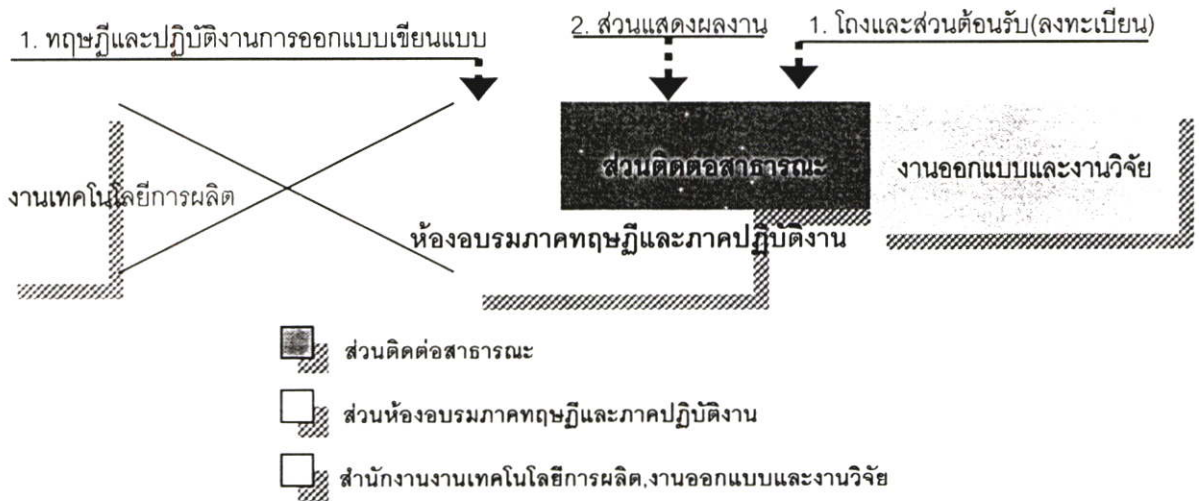 1. ทฤษฎีและปฏิบัติงานการออกแบบเขียนแบบ
2. ส่วนแสดงผลงาน
1. โถงและส่วนต้อนรับ(ลงทะเบียน)
ส่วนติดต่อสาธารณะ
งานออกแบบและงานวิจัย
งานเทคโนโลยีการผลิต
ห้องอบรมภาคทฤษฎีและภาคปฏิบัติงาน
ส่วนติดต่อสาธารณะ
ส่วนห้องอบรมภาคทฤษฎีและภาคปฏิบัติงาน
สำนักงานงานเทคโนโลยีการผลิต,งานออกแบบและงานวิจัย